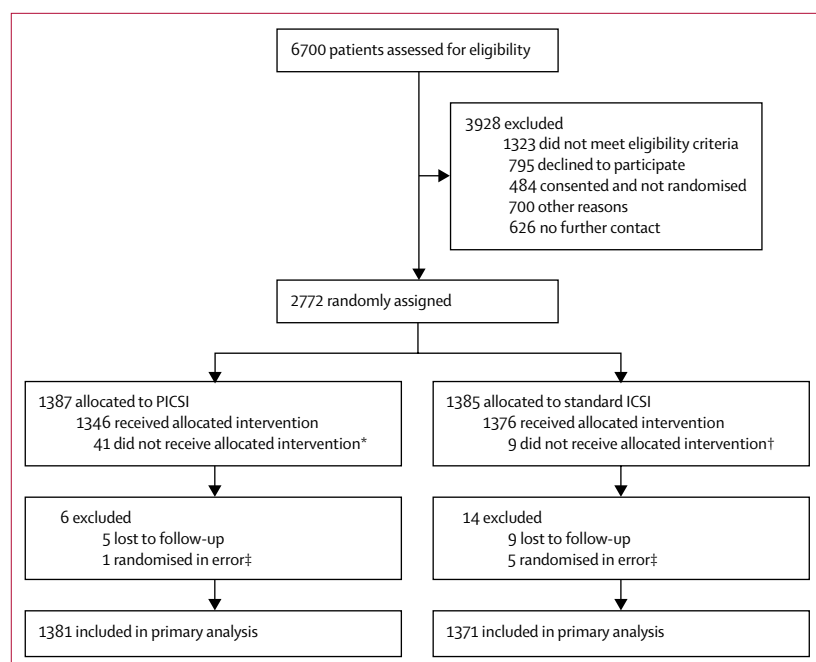 6700 patients assessed for eligibility
3928 excluded
1323 did not meet eligibility criteria
795 declined to participate
484 consented and not randomised
700 other reasons
626 no further contact
2772 randomly assigned
1387 allocated to PICSI
1346 received allocated intervention
41 did not receive allocated intervention*
1385 allocated to standard ICSI
1376 received allocated intervention
9 did not receive allocated intervention†
6 excluded
5 lost to follow-up
1 randomised in error‡
14 excluded
9 lost to follow-up
5 randomised in error‡
1381 included in primary analysis
1371 included in primary analysis